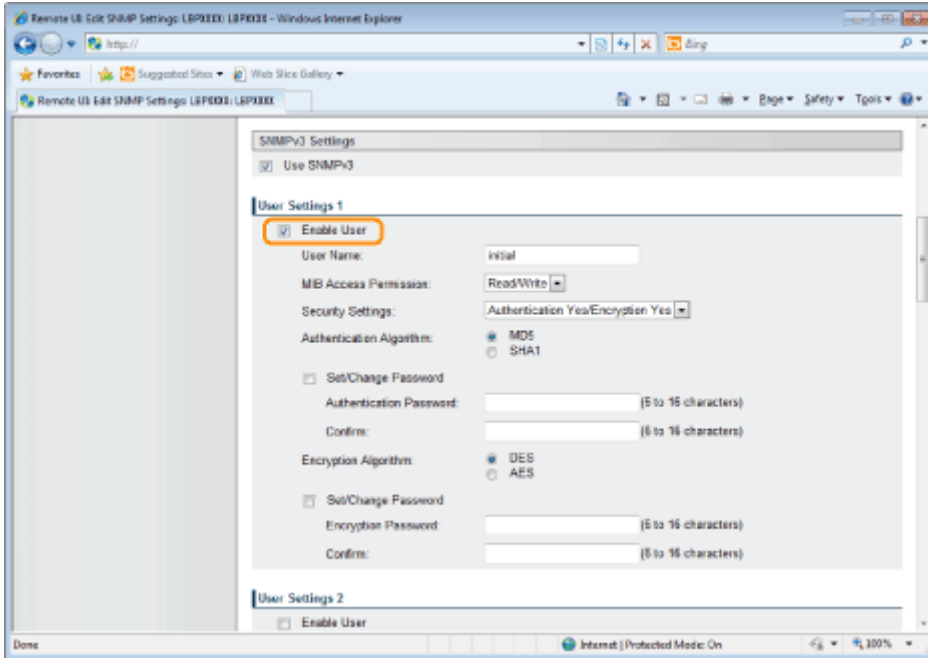 Remote UI: Edit SNMP Settings: LBPXXXX: LBPXXXX - Windows Internet Explorer
http://
Bing
Favorites Suggested Sites Web Slice Gallery
Remote UI: Edit SNMP Settings: LBPXXXX: LBPXXXX
Page Safety Tools
SNMPv3 Settings
Use SNMPv3
User Settings 1
Enable User
User Name: initial
MIB Access Permission: Read/Write
Security Settings: Authentication Yes/Encryption Yes
Authentication Algorithm: MD5
SHA1
Set/Change Password
Authentication Password: (6 to 16 characters)
Confirm: (6 to 16 characters)
Encryption Algorithm: DES
AES
Set/Change Password
Encryption Password: (6 to 16 characters)
Confirm: (6 to 16 characters)
User Settings 2
Enable User
Done Internet | Protected Mode: On 100%